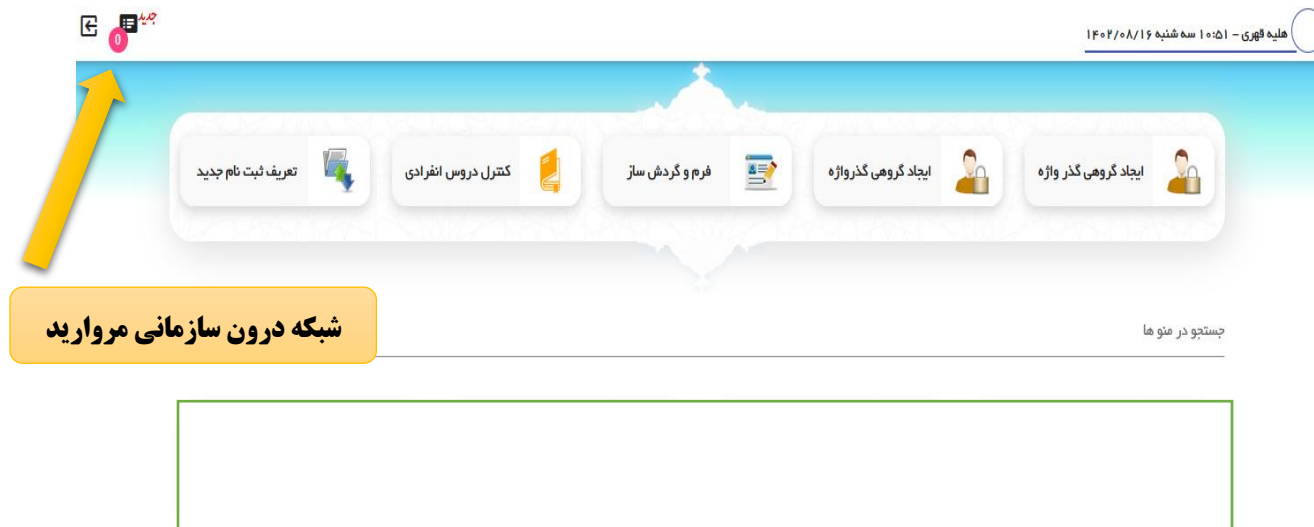 هلیه قهری – ۱۰:۵۱ سه شنبه ۱۴۰۲/۰۸/۱۶
جدید
0
ایجاد گروهی گذر واژه
ایجاد گروهی گذرواژه
فرم و گردش ساز
کنترل دروس انفرادی
تعریف ثبت نام جدید
شبکه درون سازمانی مروارید
جستجو در منو ها